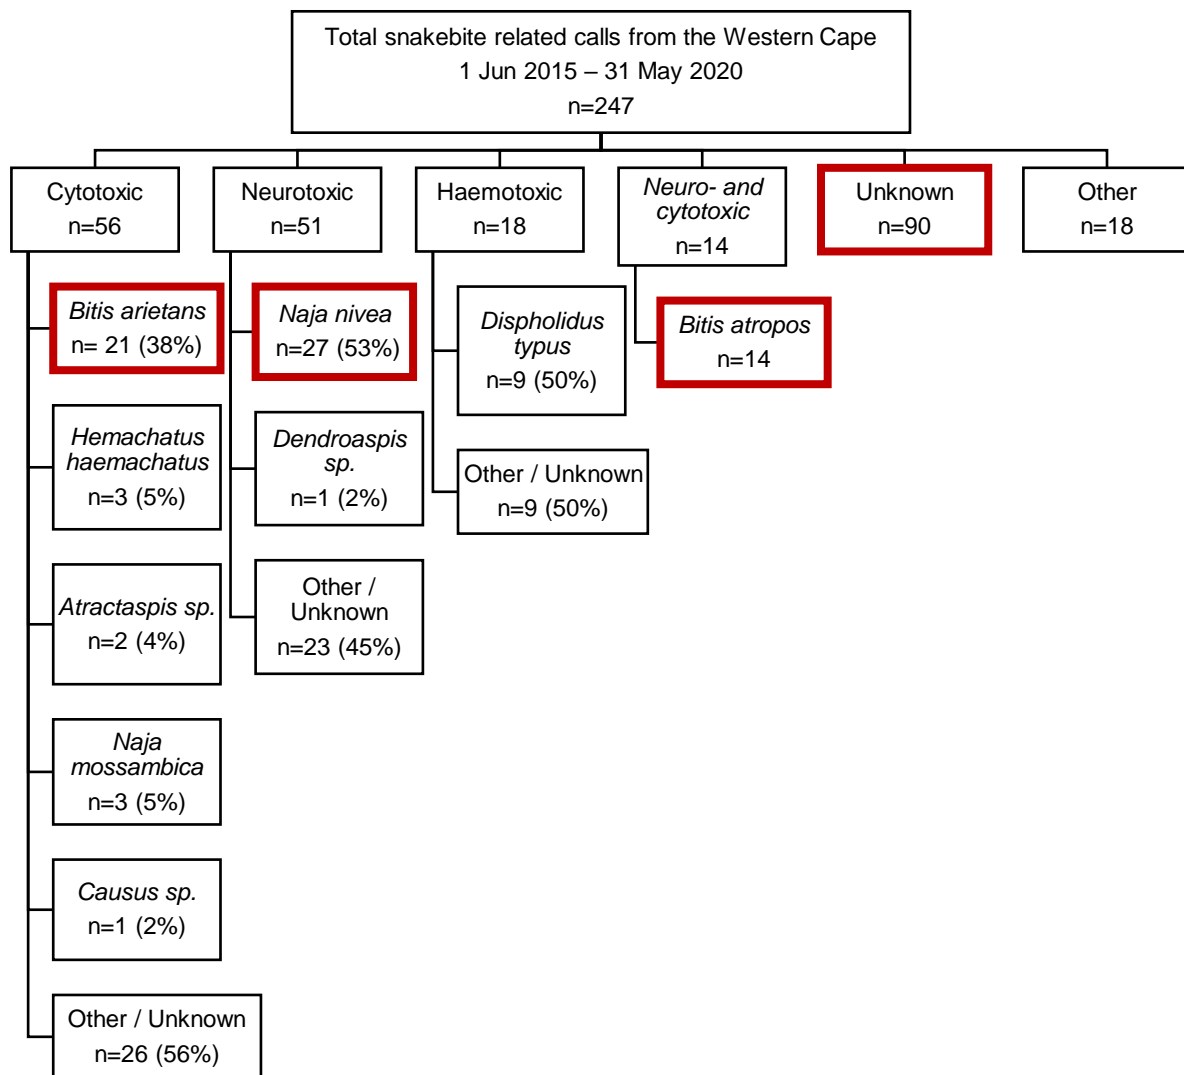 Total snakebite related calls from the Western Cape
1 Jun 2015 – 31 May 2020
n=247
Cytotoxic
n=56
Neurotoxic
n=51
Haemotoxic
n=18
Neuro- and
cytotoxic
n=14
Unknown
n=90
Other
n=18
Bitis arietans
n= 21 (38%)
Hemachatus
haemachatus
n=3 (5%)
Atractaspis sp.
n=2 (4%)
Naja
mossambica
n=3 (5%)
Causus sp.
n=1 (2%)
Other / Unknown
n=26 (56%)
Naja nivea
n=27 (53%)
Dendroaspis
sp.
n=1 (2%)
Other /
Unknown
n=23 (45%)
Dispholidus
typus
n=9 (50%)
Other / Unknown
n=9 (50%)
Bitis atropos
n=14